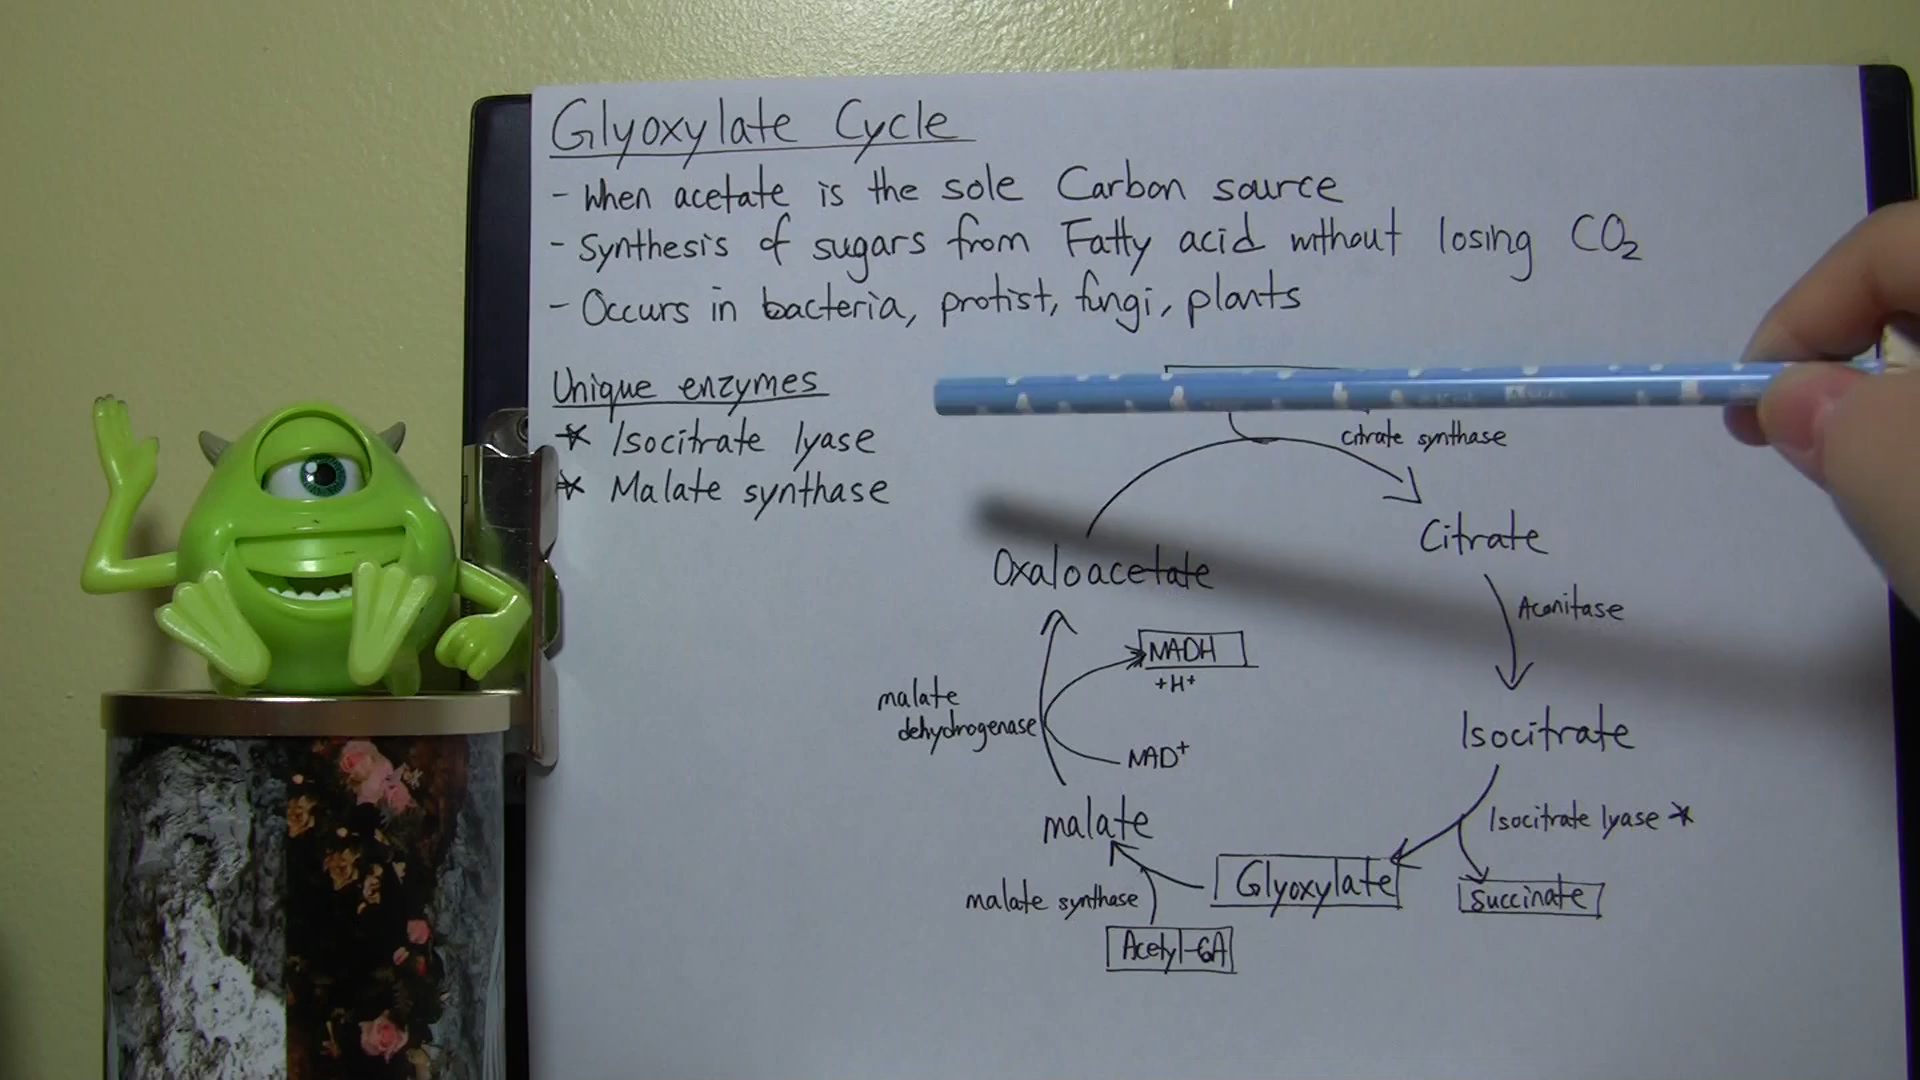 Glyoxylate Cycle
- When acetate is the sole Carbon source
- Synthesis of sugars from Fatty acid without losing CO2
- Occurs in bacteria, protist, fungi, plants
Unique enzymes
* Isocitrate lyase
* Malate synthase
citrate synthase
Citrate
Oxaloacetate
Aconitase
NADH
+H+
malate
dehydrogenase
NAD+
Isocitrate
malate
Isocitrate lyase *
Glyoxylate
Succinate
malate synthase
Acetyl-CoA